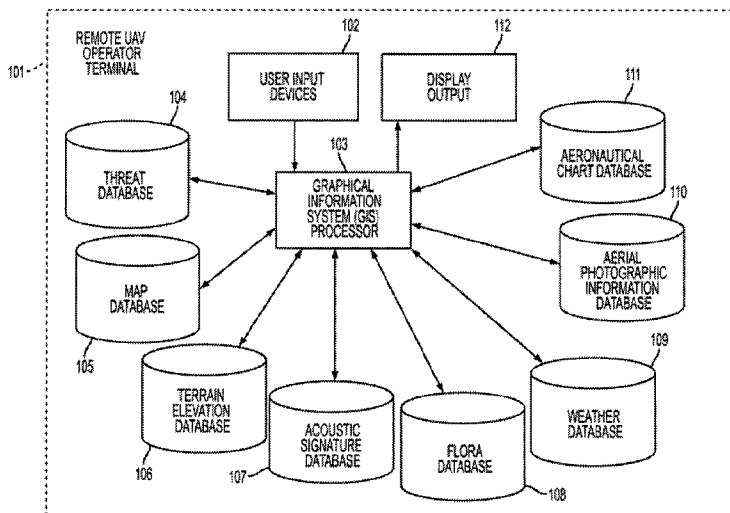 REMOTE UAV
OPERATOR
TERMINAL
101
102
USER INPUT
DEVICES
112
DISPLAY
OUTPUT
104
THREAT
DATABASE
103
GRAPHICAL
INFORMATION
SYSTEM (GIS)
PROCESSOR
111
AERONAUTICAL
CHART DATABASE
110
AERIAL
PHOTOGRAPHIC
INFORMATION
DATABASE
MAP
DATABASE
105
TERRAIN
ELEVATION
DATABASE
106
ACOUSTIC
SIGNATURE
DATABASE
107
FLORA
DATABASE
108
109
WEATHER
DATABASE